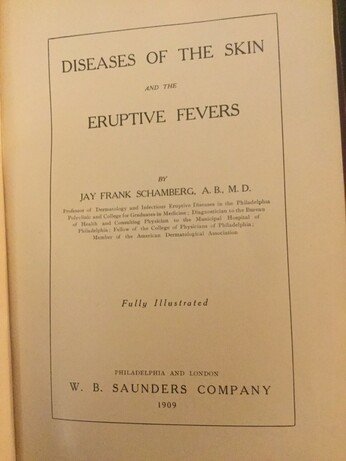 DISEASES OF THE SKIN
AND THE
ERUPTIVE FEVERS
BY
JAY FRANK SCHAMBERG, A. B., M. D.
Professor of Dermatology and Infectious Eruptive Diseases in the Philadelphia
Polyclinic and College for Graduates in Medicine; Diagnostician to the Bureau
of Health and Consulting Physician to the Municipal Hospital of
Philadelphia; Fellow of the College of Physicians of Philadelphia;
Member of the American Dermatological Association
Fully Illustrated
PHILADELPHIA AND LONDON
W. B. SAUNDERS COMPANY
1909